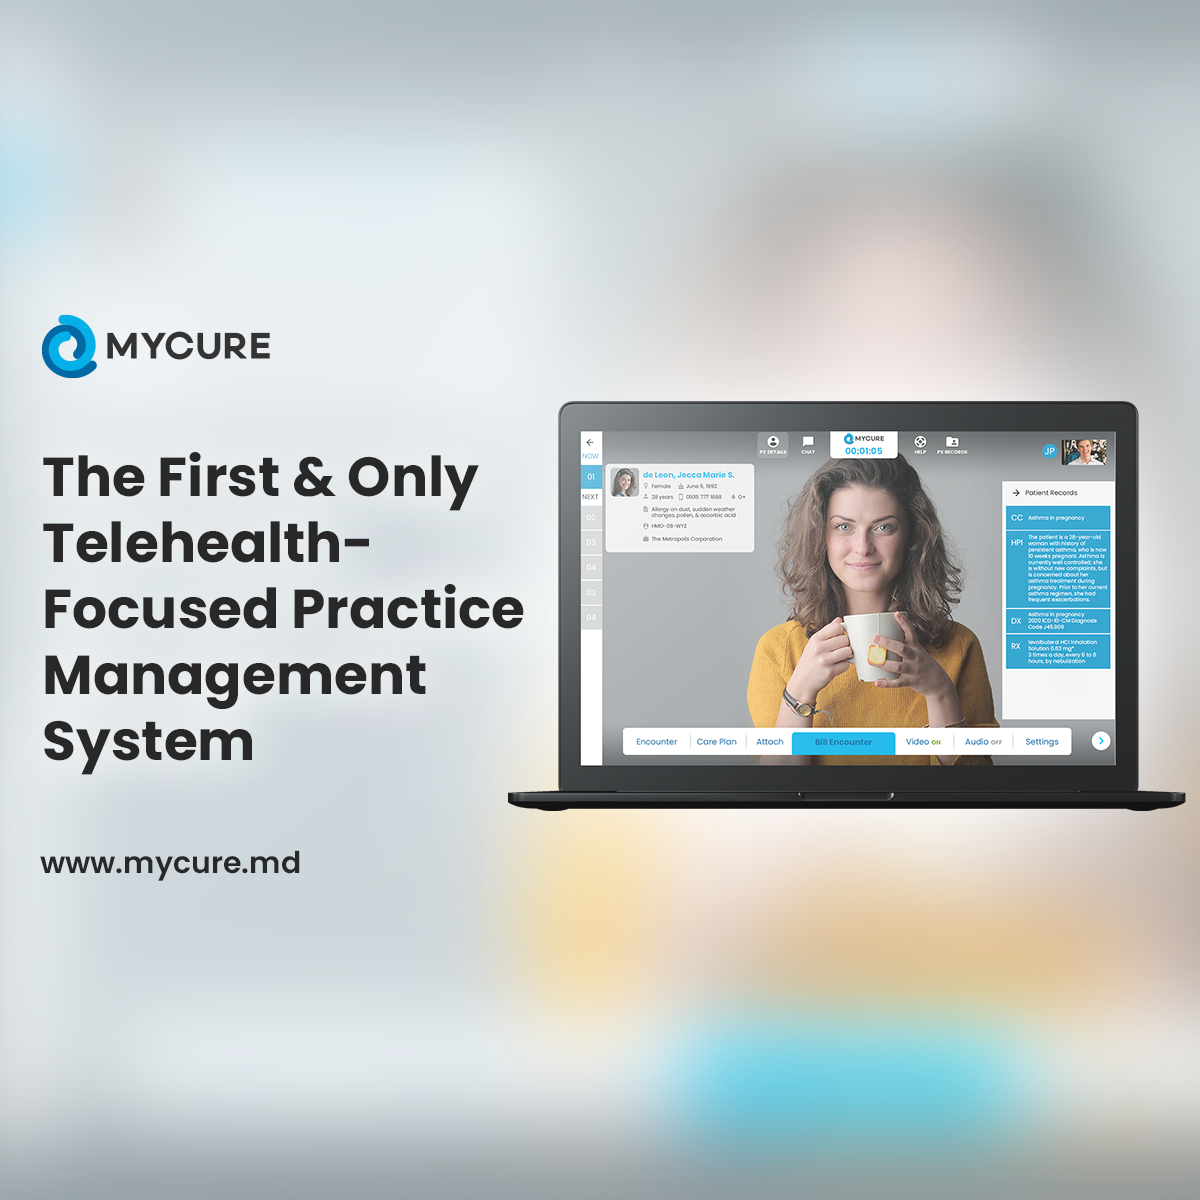 MYCURE
The First & Only
Telehealth-
Focused Practice
Management
System
www.mycure.md
NOW
01
NEXT
02
03
04
03
04
PX DETAILS
CHAT
MYCURE
00:01:05
HELP
PX RECORDS
JP
de Leon, Jecca Marie S.
Female June 5, 1992
28 years 0935 777 1688 O+
Allergy on dust, sudden weather
changes, pollen, & ascorbic acid
HMO-08-WYZ
The Metropolis Corporation
Patient Records
CC Asthma in pregnancy
HPI The patient is a 28-year-old
woman with history of
persistent asthma, who is now
10 weeks pregnant. Asthma is
currently well controlled; she
is without new complaints, but
is concerned about her
asthma treatment during
pregnancy. Prior to her current
asthma regimen, she had
frequent exacerbations.
DX Asthma in pregnancy
2020 ICD-10-CM Diagnosis
Code J45.909
RX levalbuterol HCl Inhalation
Solution 0.63 mg*
3 times a day, every 6 to 8
hours, by nebulization
Encounter Care Plan Attach Bill Encounter Video ON Audio OFF Settings